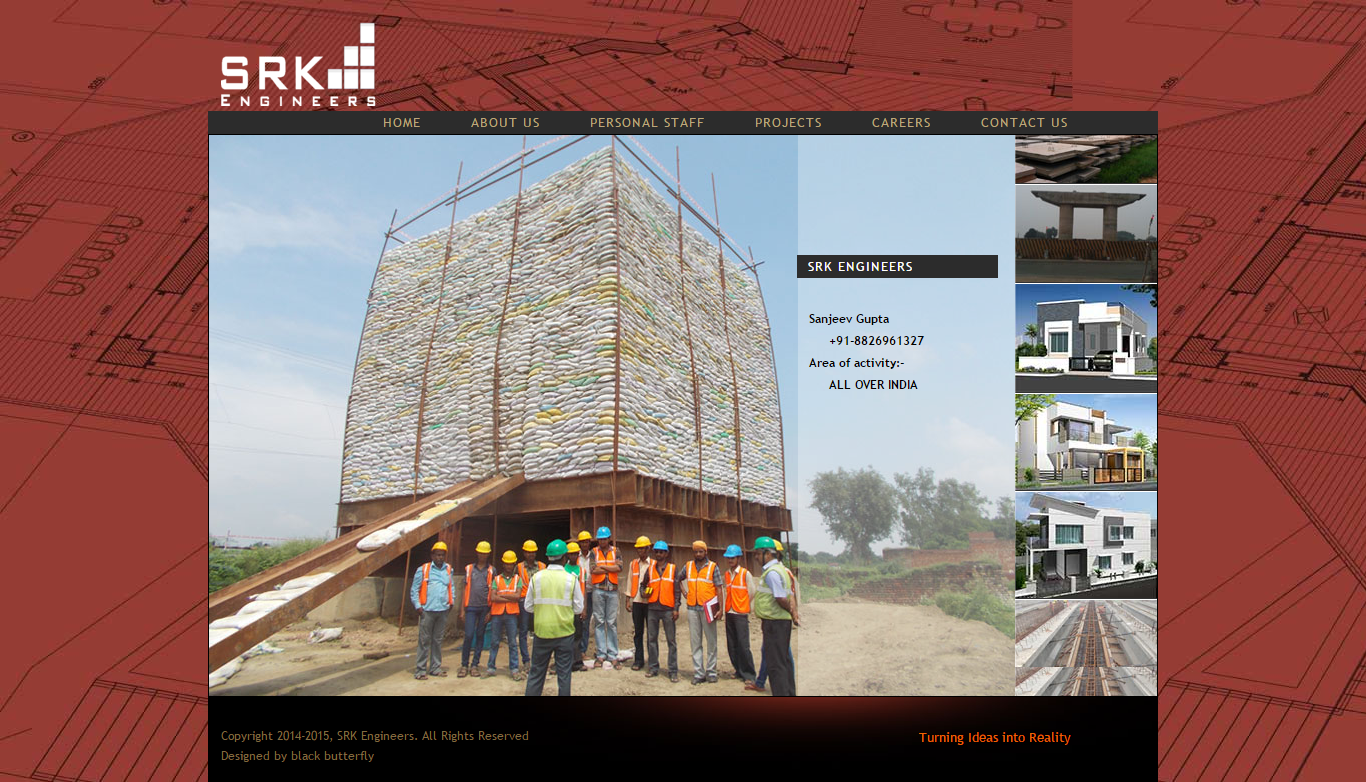 SRK
ENGINEERS
HOME ABOUT US PERSONAL STAFF PROJECTS CAREERS CONTACT US
SRK ENGINEERS
Sanjeev Gupta
+91-8826961327
Area of activity:-
ALL OVER INDIA
Copyright 2014-2015, SRK Engineers. All Rights Reserved
Designed by black butterfly
Turning Ideas into Reality